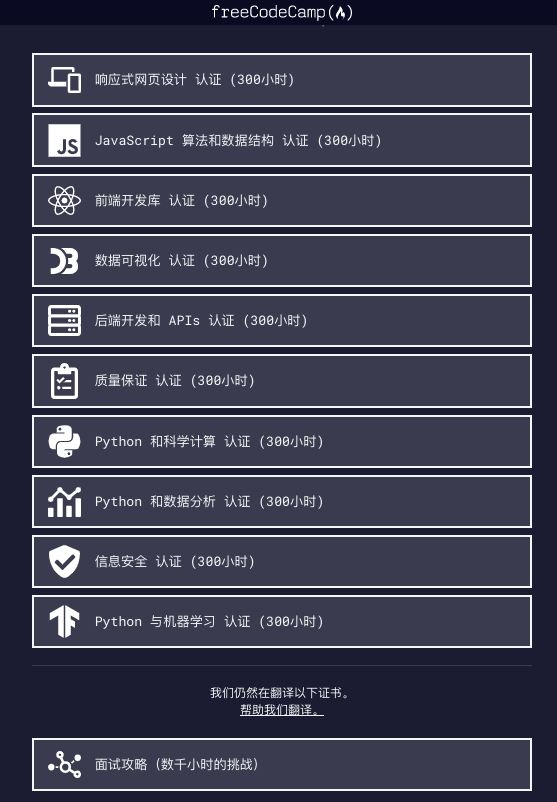 freeCodeCamp(🔥)
响应式网页设计 认证 (300小时)
JS
JavaScript 算法和数据结构 认证 (300小时)
前端开发库 认证 (300小时)
数据可视化 认证 (300小时)
后端开发和 APIs 认证 (300小时)
质量保证 认证 (300小时)
Python 和科学计算 认证 (300小时)
Python 和数据分析 认证 (300小时)
信息安全 认证 (300小时)
Python 与机器学习 认证 (300小时)
我们仍然在翻译以下证书。
帮助我们翻译。
面试攻略 (数千小时的挑战)